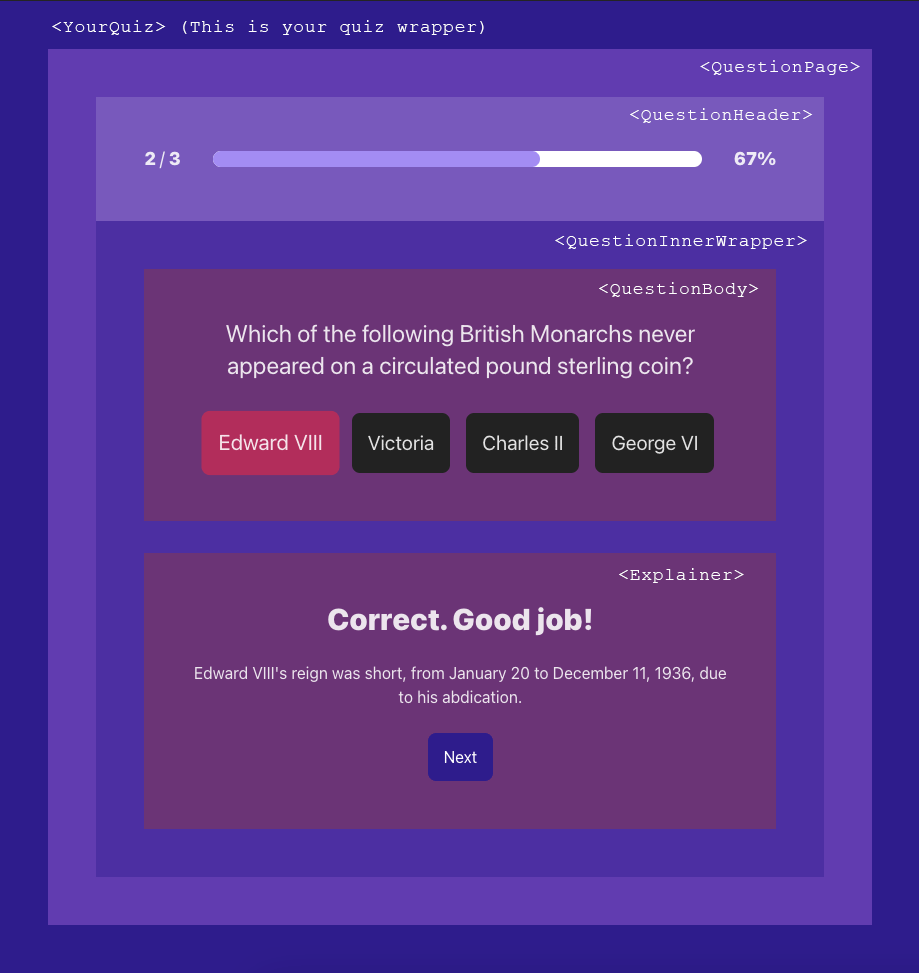 <YourQuiz> (This is your quiz wrapper)
<QuestionPage>
<QuestionHeader>
2 / 3 67%
<QuestionInnerWrapper>
<QuestionBody>
Which of the following British Monarchs never
appeared on a circulated pound sterling coin?
Edward VIII Victoria Charles II George VI
<Explainer>
Correct. Good job!
Edward VIII's reign was short, from January 20 to December 11, 1936, due
to his abdication.
Next